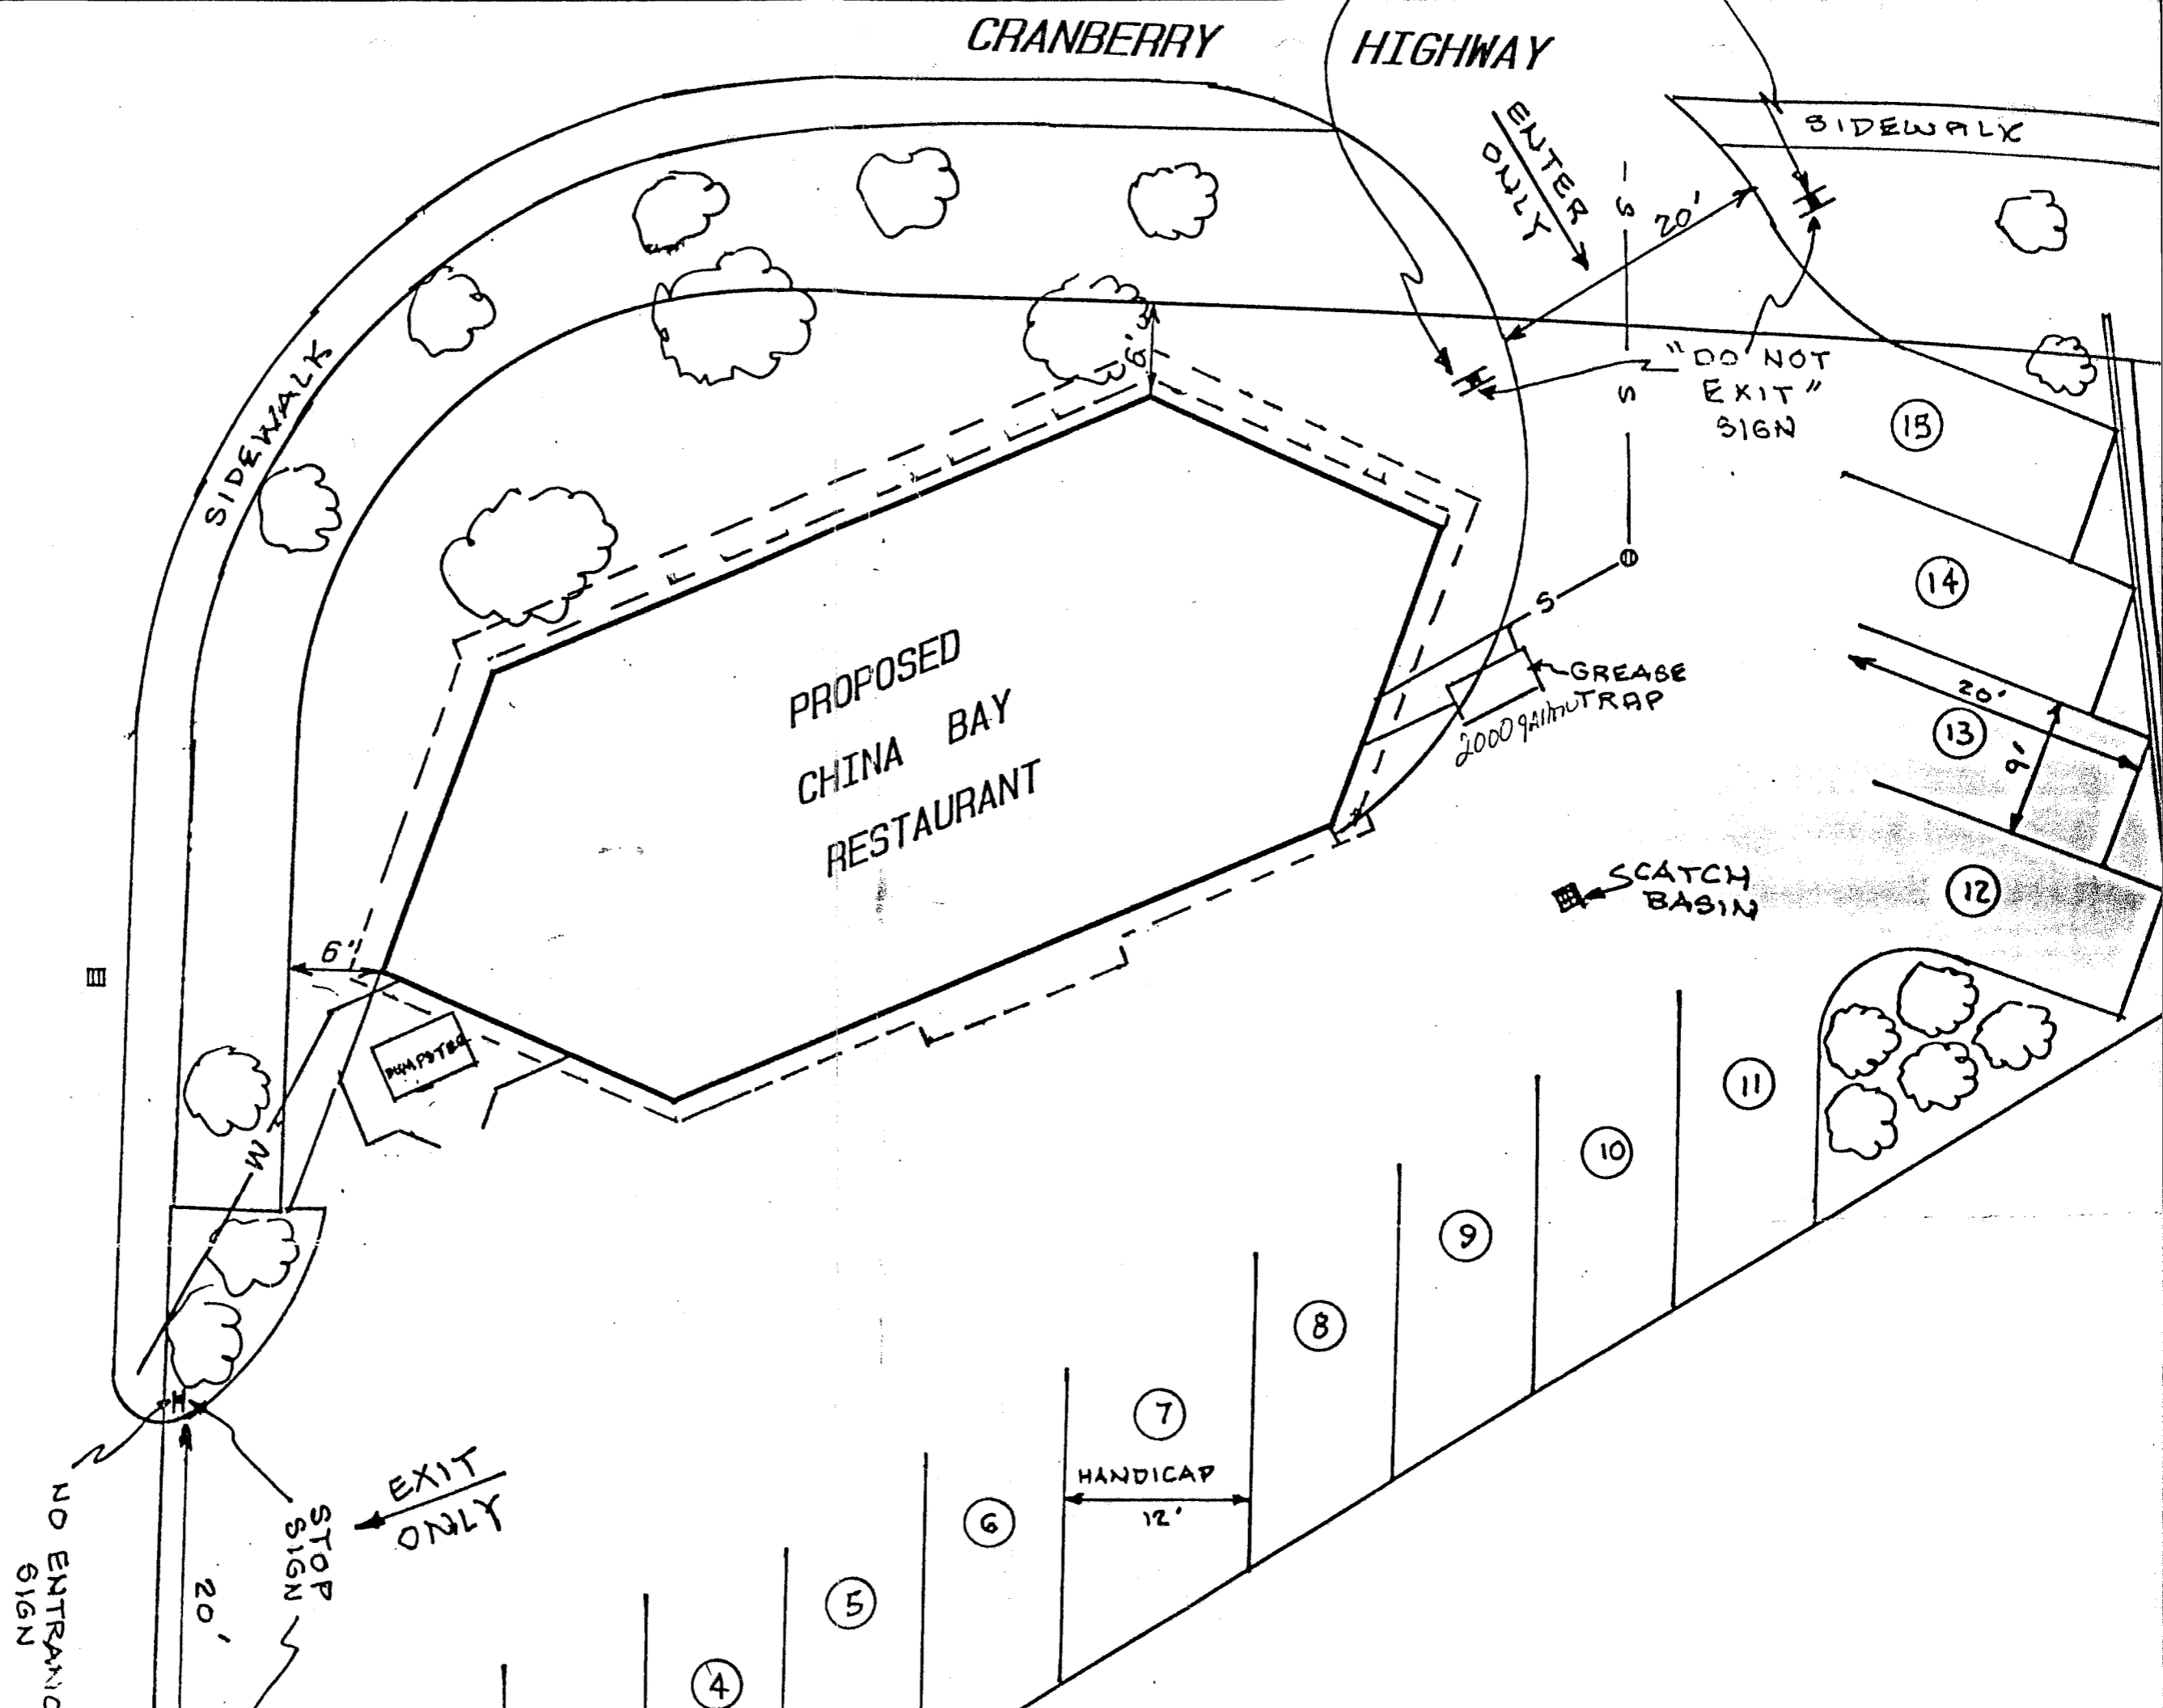 CRANBERRY HIGHWAY
SIDEWALK
ENTER
ONLY
S
20'
"DO NOT
EXIT"
SIGN
S
6'
SIDEWALK
15
14
S
GREASE
TRAP
2000 gallon
20'
13
9'
PROPOSED
CHINA BAY
RESTAURANT
SCATCH
BASIN
12
6'
DUMPSTER
11
W
10
9
8
7
HANDICAP
12'
EXIT
ONLY
6
STOP
SIGN
NO ENTRANC
SIGN
20'
5
4